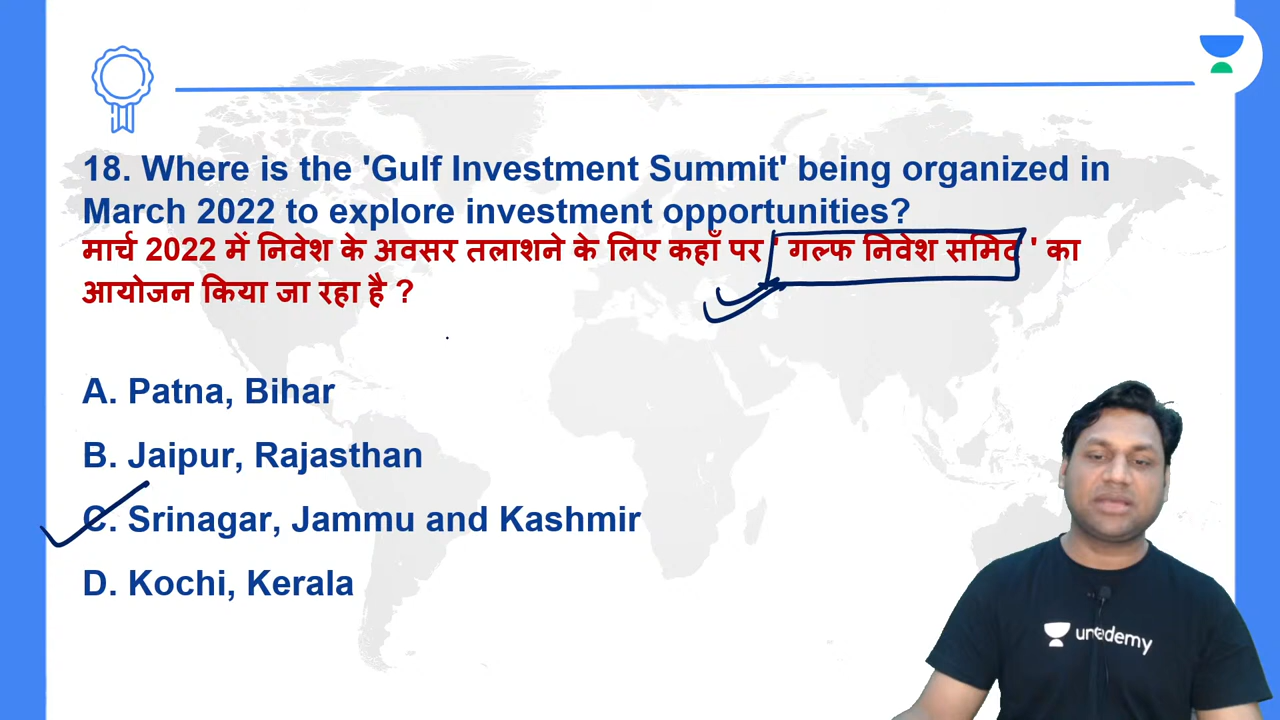 18. Where is the 'Gulf Investment Summit' being organized in
March 2022 to explore investment opportunities?
मार्च 2022 में निवेश के अवसर तलाशने के लिए कहाँ पर ' गल्फ निवेश समिट ' का
आयोजन किया जा रहा है ?
A. Patna, Bihar
B. Jaipur, Rajasthan
C. Srinagar, Jammu and Kashmir
D. Kochi, Kerala
unacademy